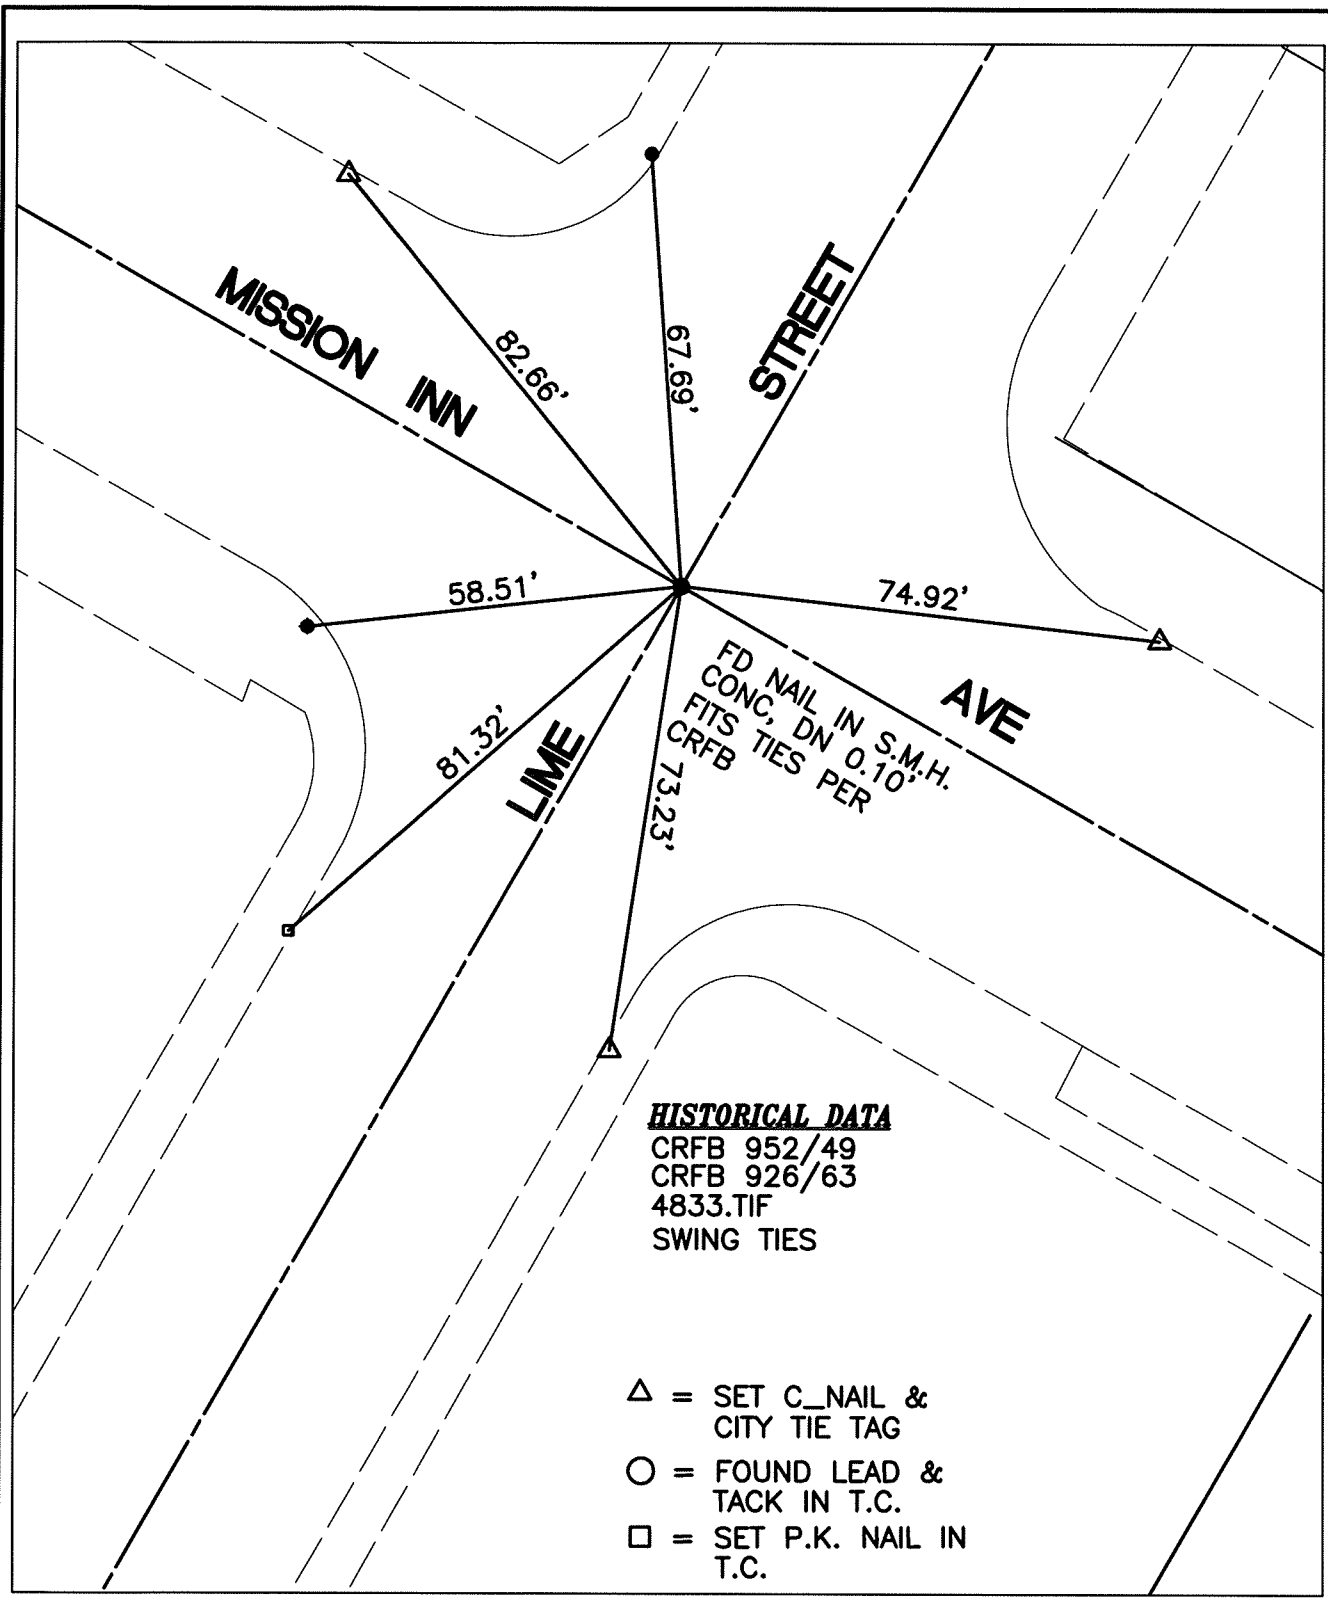 MISSION INN
82.66'
67.69'
STREET
58.51'
74.92'
FD NAIL IN S.M.H.
CONC, DN 0.10'
FITS TIES PER
CRFB
AVE
81.32'
LIME
73.23'
HISTORICAL DATA
CRFB 952/49
CRFB 926/63
4833.TIF
SWING TIES
△ = SET C_NAIL &
CITY TIE TAG
○ = FOUND LEAD &
TACK IN T.C.
□ = SET P.K. NAIL IN
T.C.